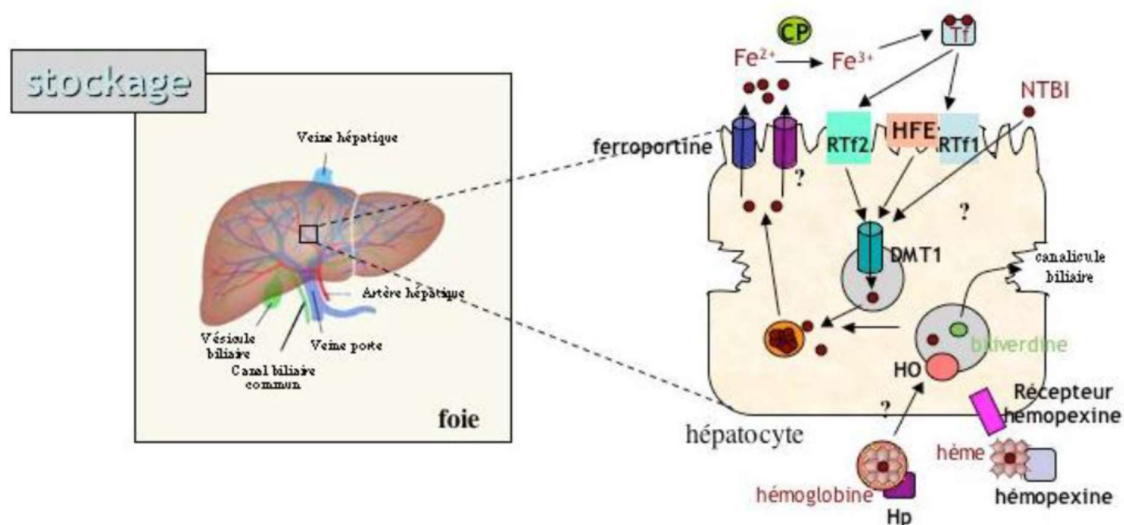 stockage
Veine hépatique
Artère hépatique
Vésicule
biliaire
Veine porte
Canal biliaire
commun
foie
CP
Fe2+
Fe3+
Tf
NTBI
ferroportine
RTf2
HFE
RTf1
?
?
DMT1
canalicule
biliaire
biliverdine
HO
?
Récepteur
hémopexine
hépatocyte
hème
hémoglobine
hémopexine
Hp